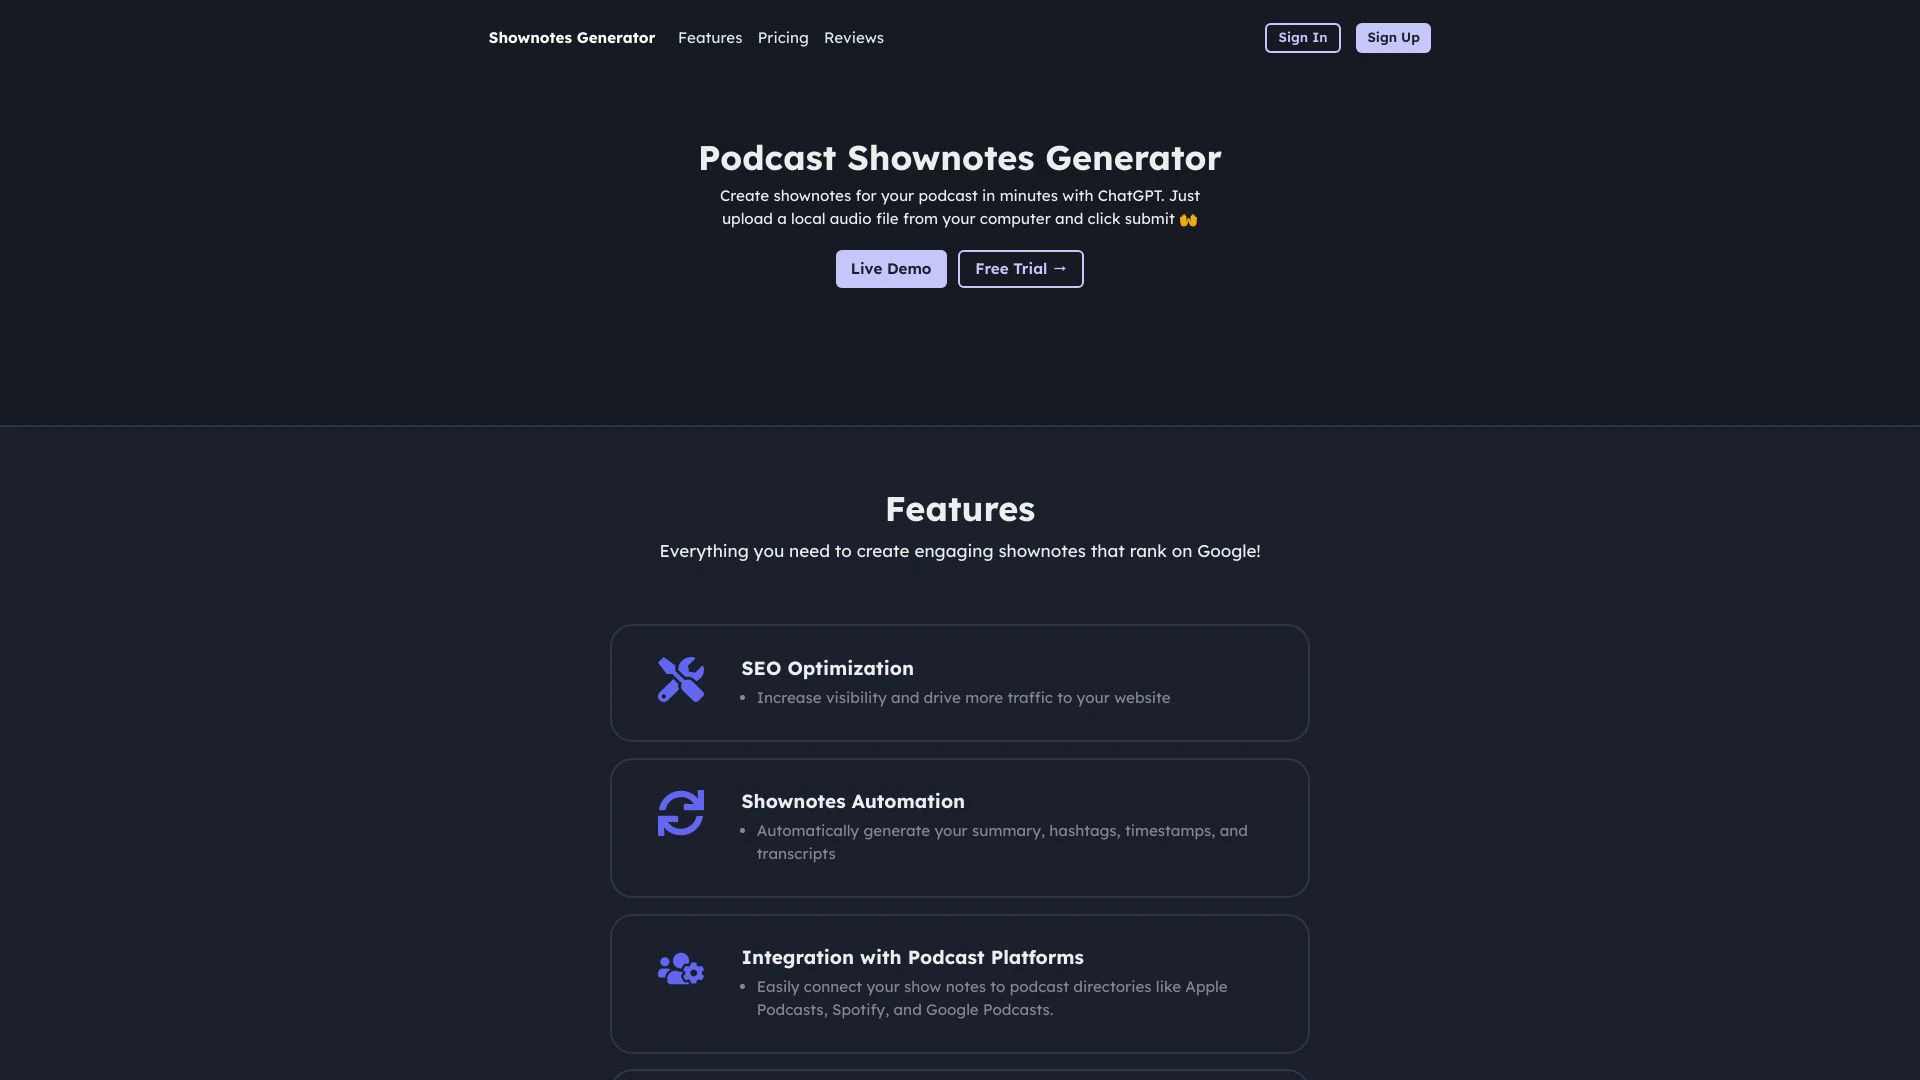 Shownotes Generator
Features
Pricing
Reviews
Sign In
Sign Up
Podcast Shownotes Generator
Create shownotes for your podcast in minutes with ChatGPT. Just
upload a local audio file from your computer and click submit 🙌
Live Demo
Free Trial →
Features
Everything you need to create engaging shownotes that rank on Google!
SEO Optimization
• Increase visibility and drive more traffic to your website
Shownotes Automation
• Automatically generate your summary, hashtags, timestamps, and
transcripts
Integration with Podcast Platforms
• Easily connect your show notes to podcast directories like Apple
Podcasts, Spotify, and Google Podcasts.